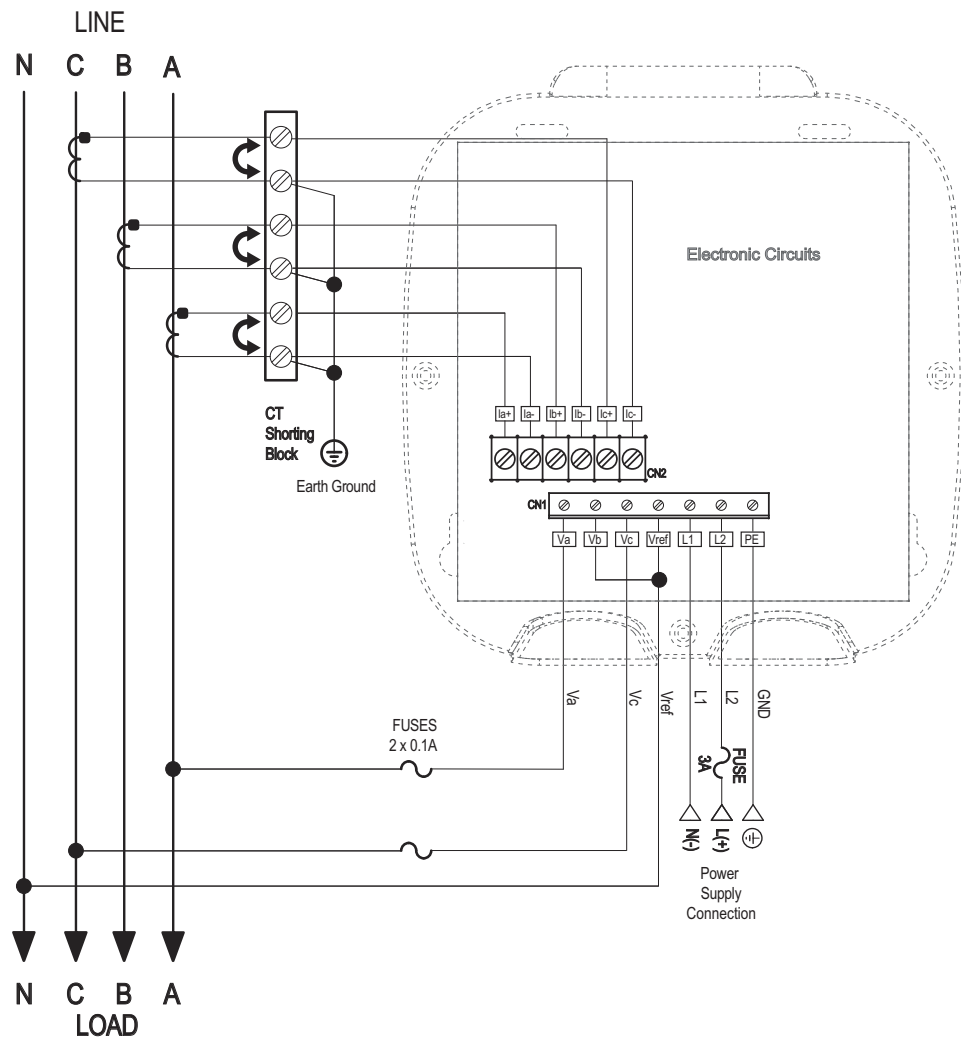 LINE
N C B A
Electronic Circuits
Ia+ Ia- Ib+ Ib- Ic+ Ic-
CT
Shorting
Block
Earth Ground
CN2
CN1
Va Vb Vc Vref L1 L2 PE
Va Vc Vref L1 L2 GND
FUSES
2 x 0.1A
FUSE
3A
N(-) L(+)
Power
Supply
Connection
N C B A
LOAD